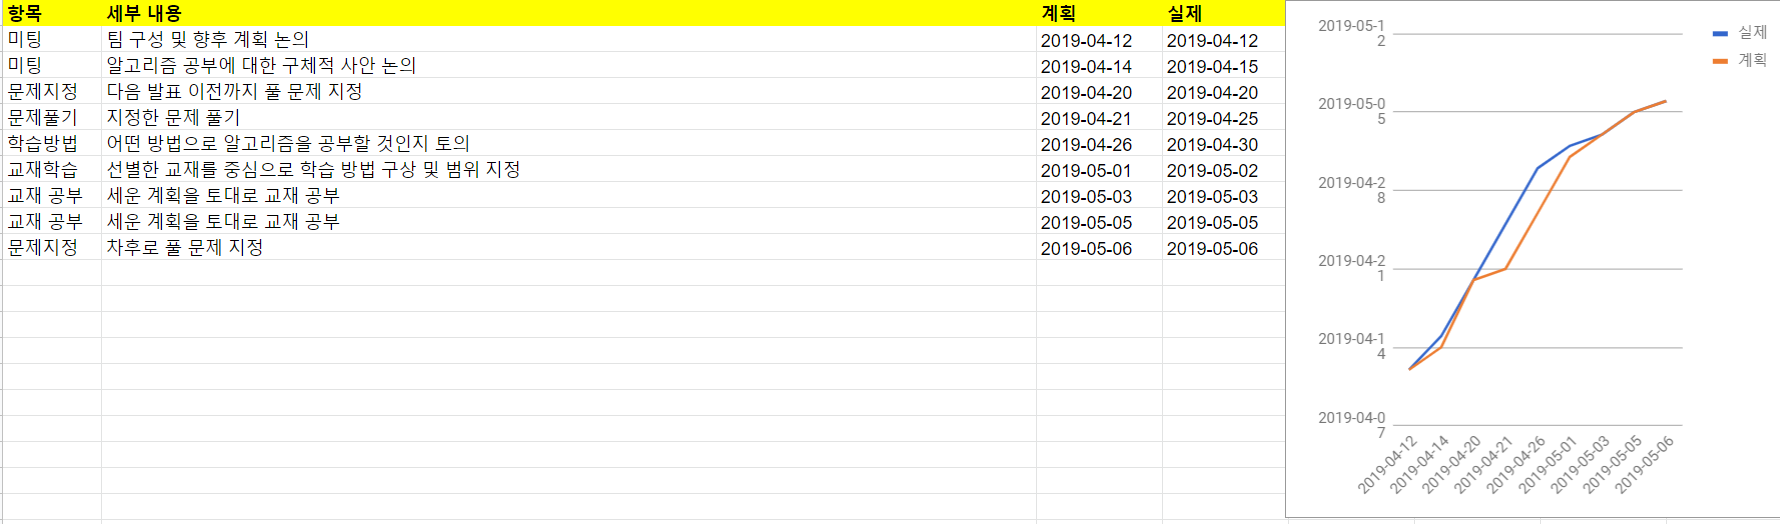 항목 세부 내용 계획 실제
미팅 팀 구성 및 향후 계획 논의 2019-04-12 2019-04-12
미팅 알고리즘 공부에 대한 구체적 사안 논의 2019-04-14 2019-04-15
문제지정 다음 발표 이전까지 풀 문제 지정 2019-04-20 2019-04-20
문제풀기 지정한 문제 풀기 2019-04-21 2019-04-25
학습방법 어떤 방법으로 알고리즘을 공부할 것인지 토의 2019-04-26 2019-04-30
교재학습 선별한 교재를 중심으로 학습 방법 구상 및 범위 지정 2019-05-01 2019-05-02
교재 공부 세운 계획을 토대로 교재 공부 2019-05-03 2019-05-03
교재 공부 세운 계획을 토대로 교재 공부 2019-05-05 2019-05-05
문제지정 차후로 풀 문제 지정 2019-05-06 2019-05-06
실제
계획
2019-05-1
2
2019-05-0
5
2019-04-2
8
2019-04-2
1
2019-04-1
4
2019-04-0
7
2019-04-12
2019-04-14
2019-04-20
2019-04-21
2019-04-26
2019-05-01
2019-05-03
2019-05-05
2019-05-06